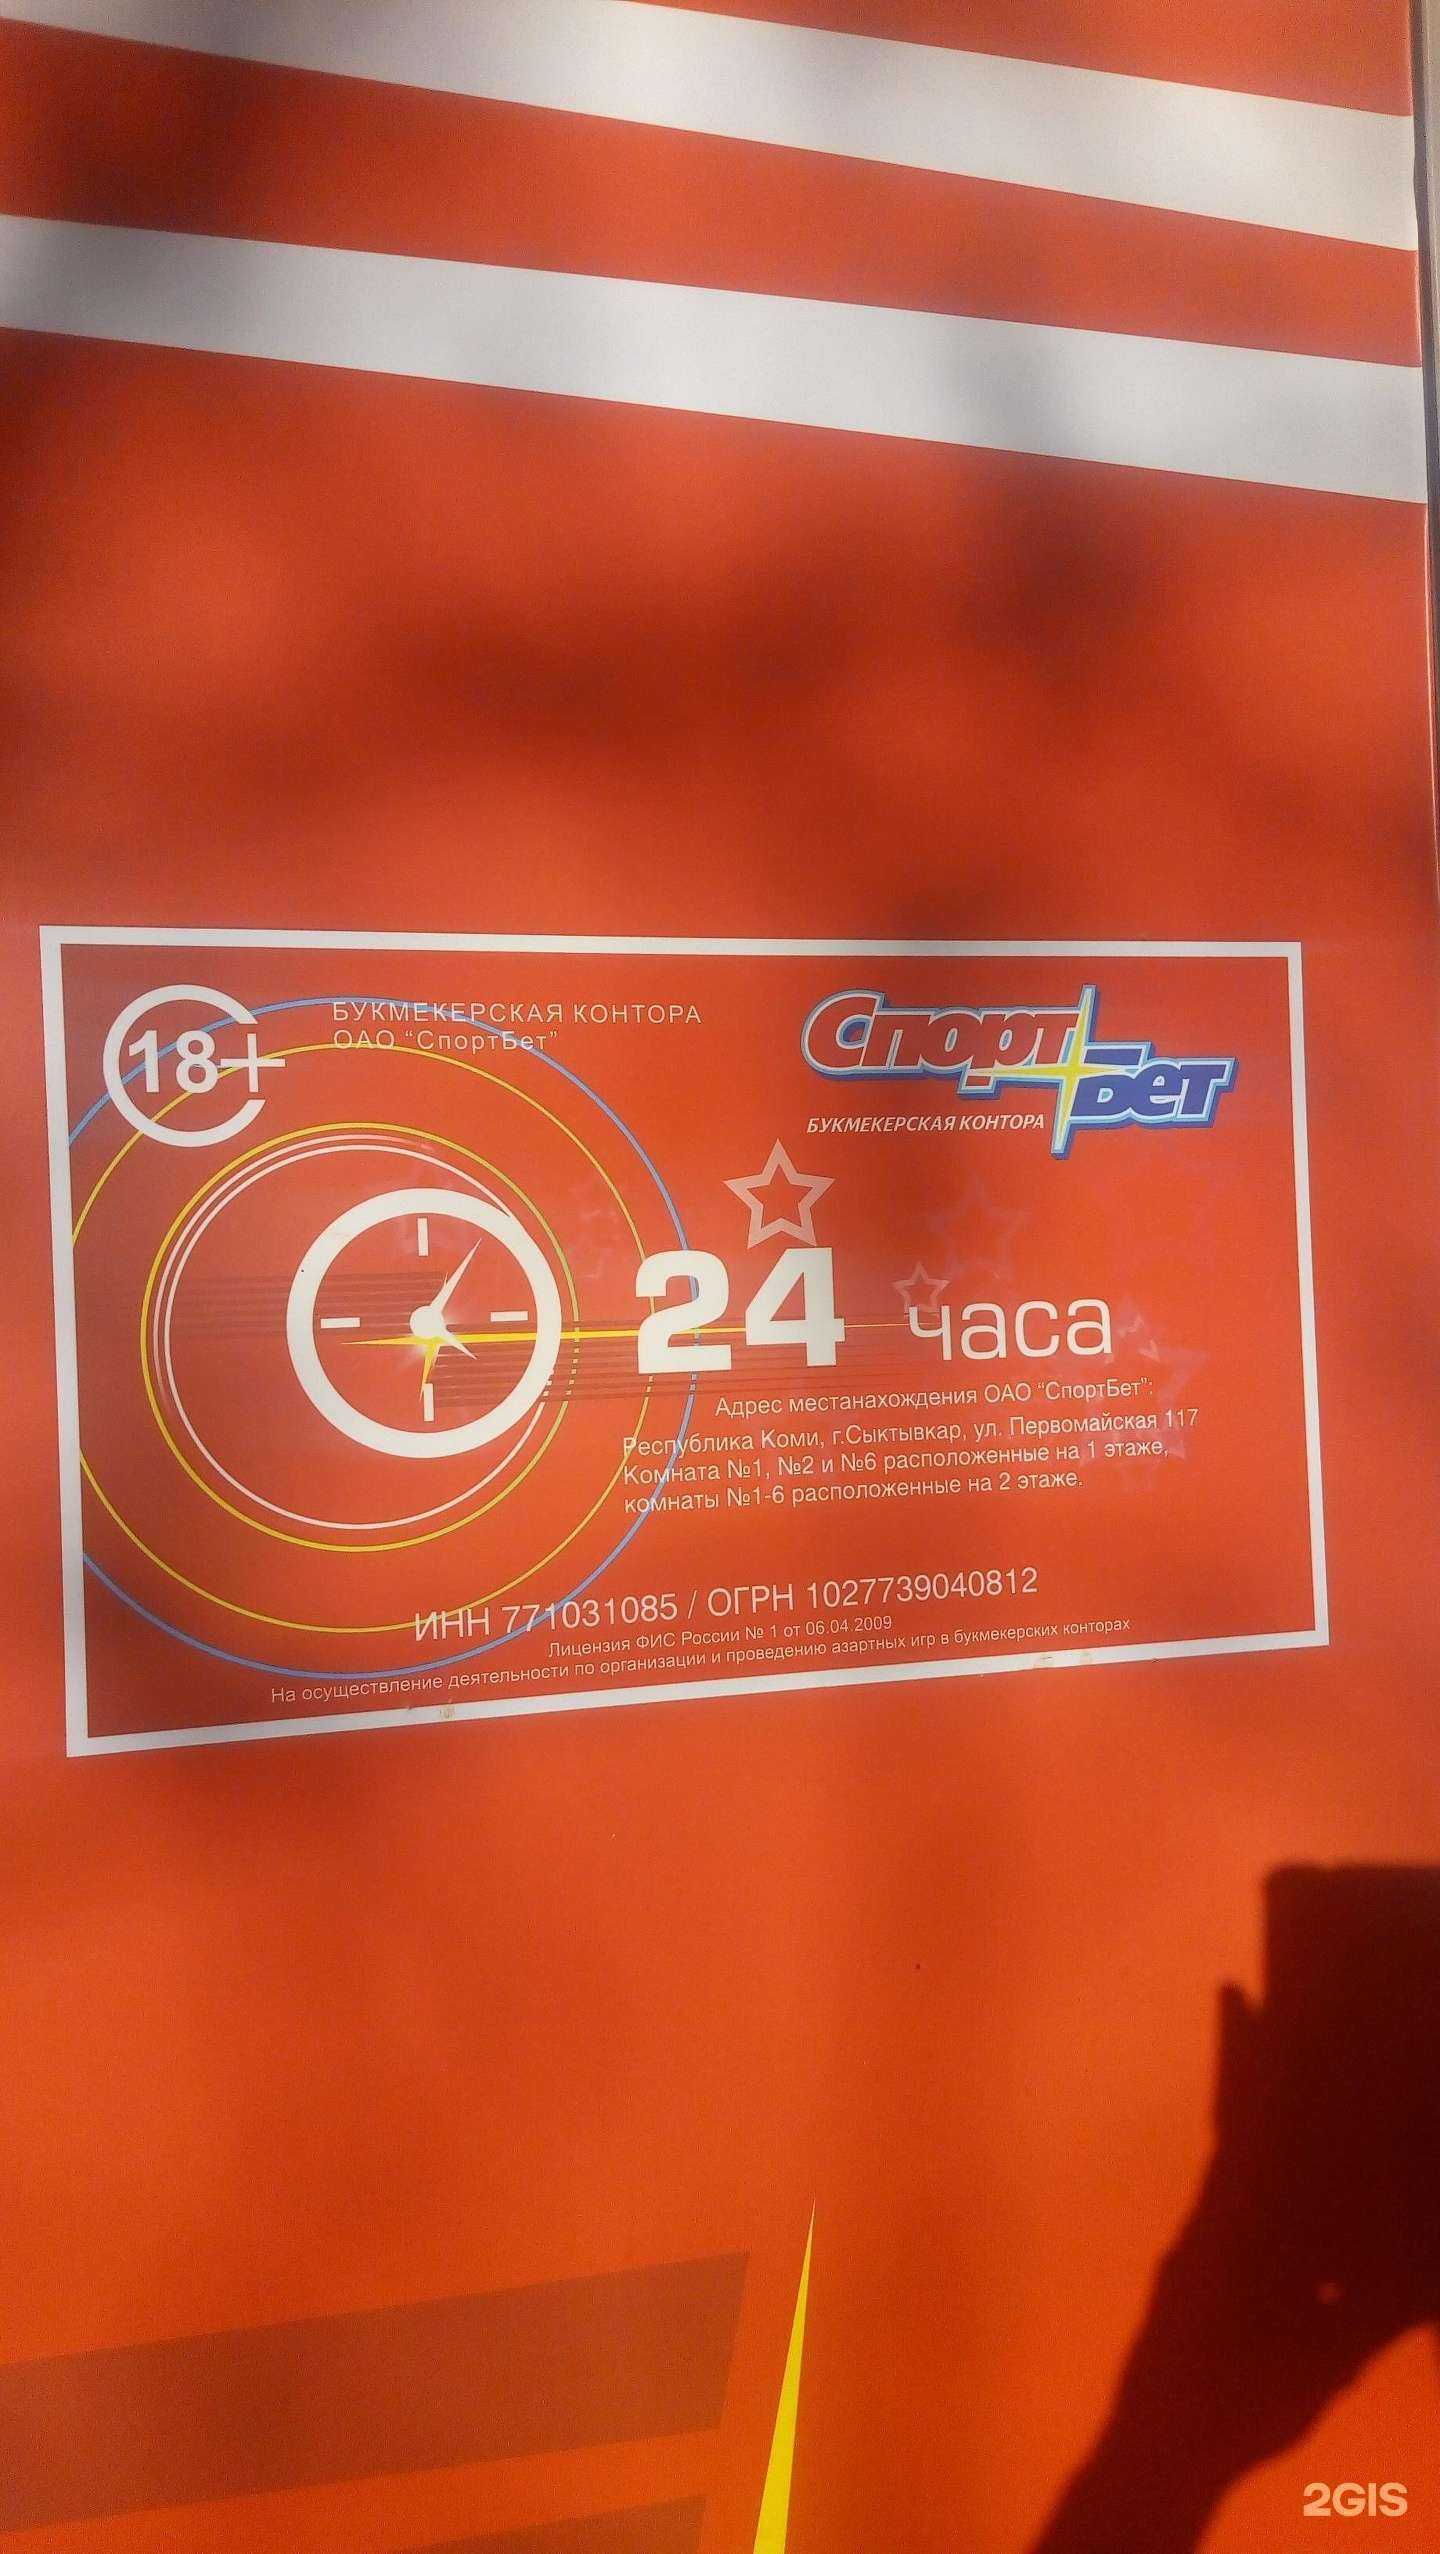 18+
БУКМЕКЕРСКАЯ КОНТОРА
ОАО “СпортБет”
Спорт Бет
БУКМЕКЕРСКАЯ КОНТОРА
24 часа
Адрес местанахождения ОАО “СпортБет”:
Республика Коми, г.Сыктывкар, ул. Первомайская 117
Комната №1, №2 и №6 расположенные на 1 этаже,
комнаты №1-6 расположенные на 2 этаже.
ИНН 771031085 / ОГРН 1027739040812
Лицензия ФИС России № 1 от 06.04.2009
На осуществление деятельности по организации и проведению азартных игр в букмекерских конторах
2GIS